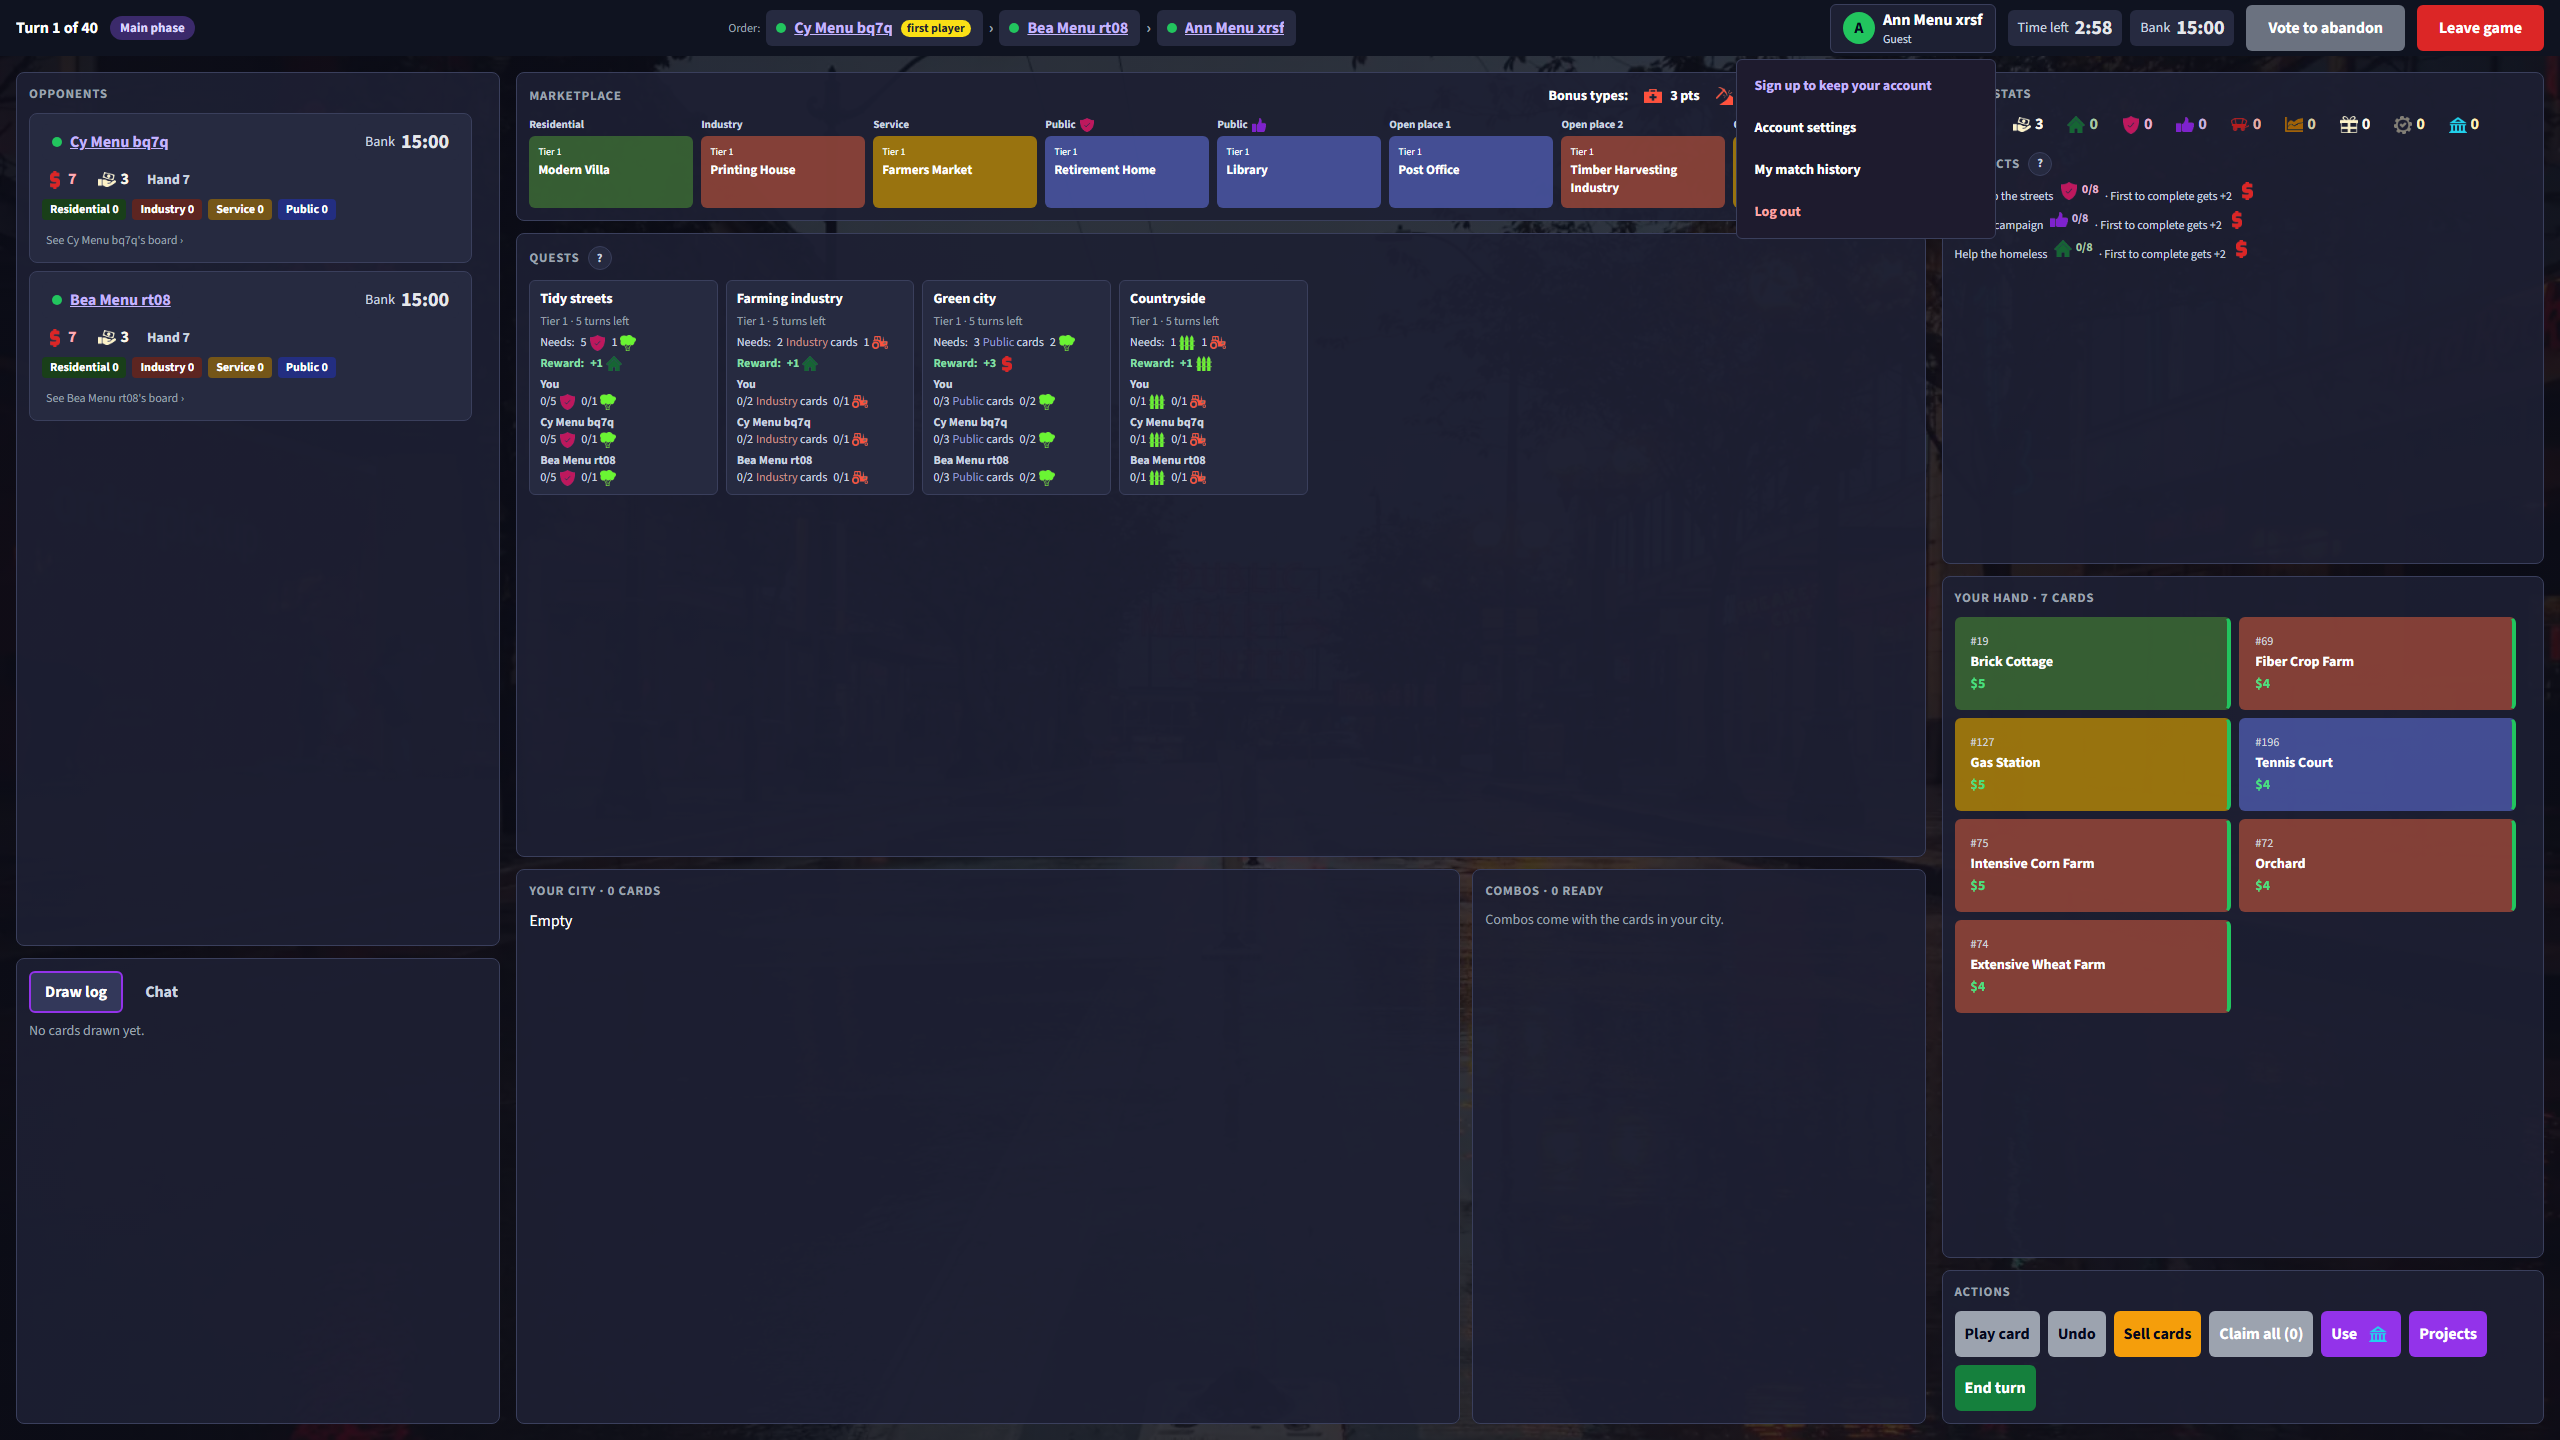 Turn 1 of 40 Main phase
Order: Cy Menu bq7q first player › Bea Menu rt08 › Ann Menu xrsf
A Ann Menu xrsf
Guest
Time left 2:58 Bank 15:00 Vote to abandon Leave game
Sign up to keep your account
Account settings
My match history
Log out
OPPONENTS
Cy Menu bq7q Bank 15:00
7 3 Hand 7
Residential 0 Industry 0 Service 0 Public 0
See Cy Menu bq7q's board ›
Bea Menu rt08 Bank 15:00
7 3 Hand 7
Residential 0 Industry 0 Service 0 Public 0
See Bea Menu rt08's board ›
Draw log Chat
No cards drawn yet.
MARKETPLACE Bonus types: 3 pts
Residential
Tier 1
Modern Villa
Industry
Tier 1
Printing House
Service
Tier 1
Farmers Market
Public
Tier 1
Retirement Home
Public
Tier 1
Library
Open place 1
Tier 1
Post Office
Open place 2
Tier 1
Timber Harvesting
Industry
QUESTS ?
Tidy streets
Tier 1 · 5 turns left
Needs: 5 1
Reward: +1
You
0/5 0/1
Cy Menu bq7q
0/5 0/1
Bea Menu rt08
0/5 0/1
Farming industry
Tier 1 · 5 turns left
Needs: 2 Industry cards 1
Reward: +1
You
0/2 Industry cards 0/1
Cy Menu bq7q
0/2 Industry cards 0/1
Bea Menu rt08
0/2 Industry cards 0/1
Green city
Tier 1 · 5 turns left
Needs: 3 Public cards 2
Reward: +3
You
0/3 Public cards 0/2
Cy Menu bq7q
0/3 Public cards 0/2
Bea Menu rt08
0/3 Public cards 0/2
Countryside
Tier 1 · 5 turns left
Needs: 1 1
Reward: +1
You
0/1 0/1
Cy Menu bq7q
0/1 0/1
Bea Menu rt08
0/1 0/1
YOUR CITY · 0 CARDS
Empty
COMBOS · 0 READY
Combos come with the cards in your city.
STATS
3 0 0 0 0 0 0 0 0
?
the streets 0/8 · First to complete gets +2
campaign 0/8 · First to complete gets +2
Help the homeless 0/8 · First to complete gets +2
YOUR HAND · 7 CARDS
#19
Brick Cottage
$5
#69
Fiber Crop Farm
$4
#127
Gas Station
$5
#196
Tennis Court
$4
#75
Intensive Corn Farm
$5
#72
Orchard
$4
#74
Extensive Wheat Farm
$4
ACTIONS
Play card Undo Sell cards Claim all (0) Use Projects
End turn